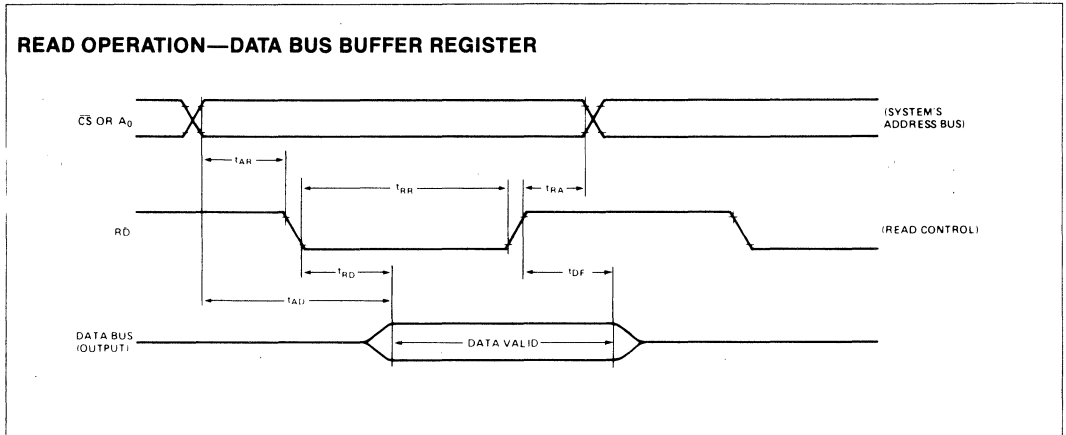 READ OPERATION—DATA BUS BUFFER REGISTER
C̅S̅ OR A₀
(SYSTEM'S
ADDRESS BUS)
tAR
tRR
tRA
RD
(READ CONTROL)
tRD
tDF
tAD
DATA BUS
(OUTPUT)
DATA VALID